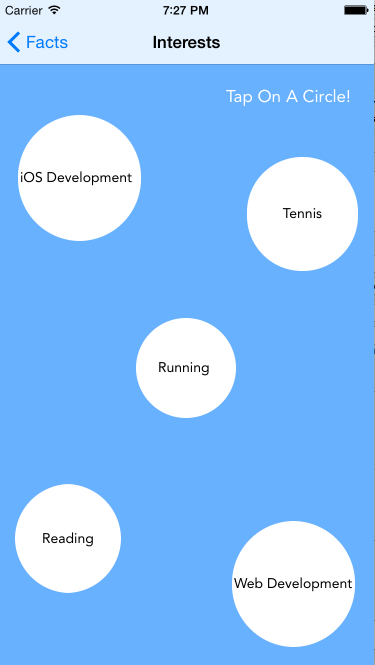 Carrier 7:27 PM
Facts Interests
Tap On A Circle!
iOS Development
Tennis
Running
Reading
Web Development